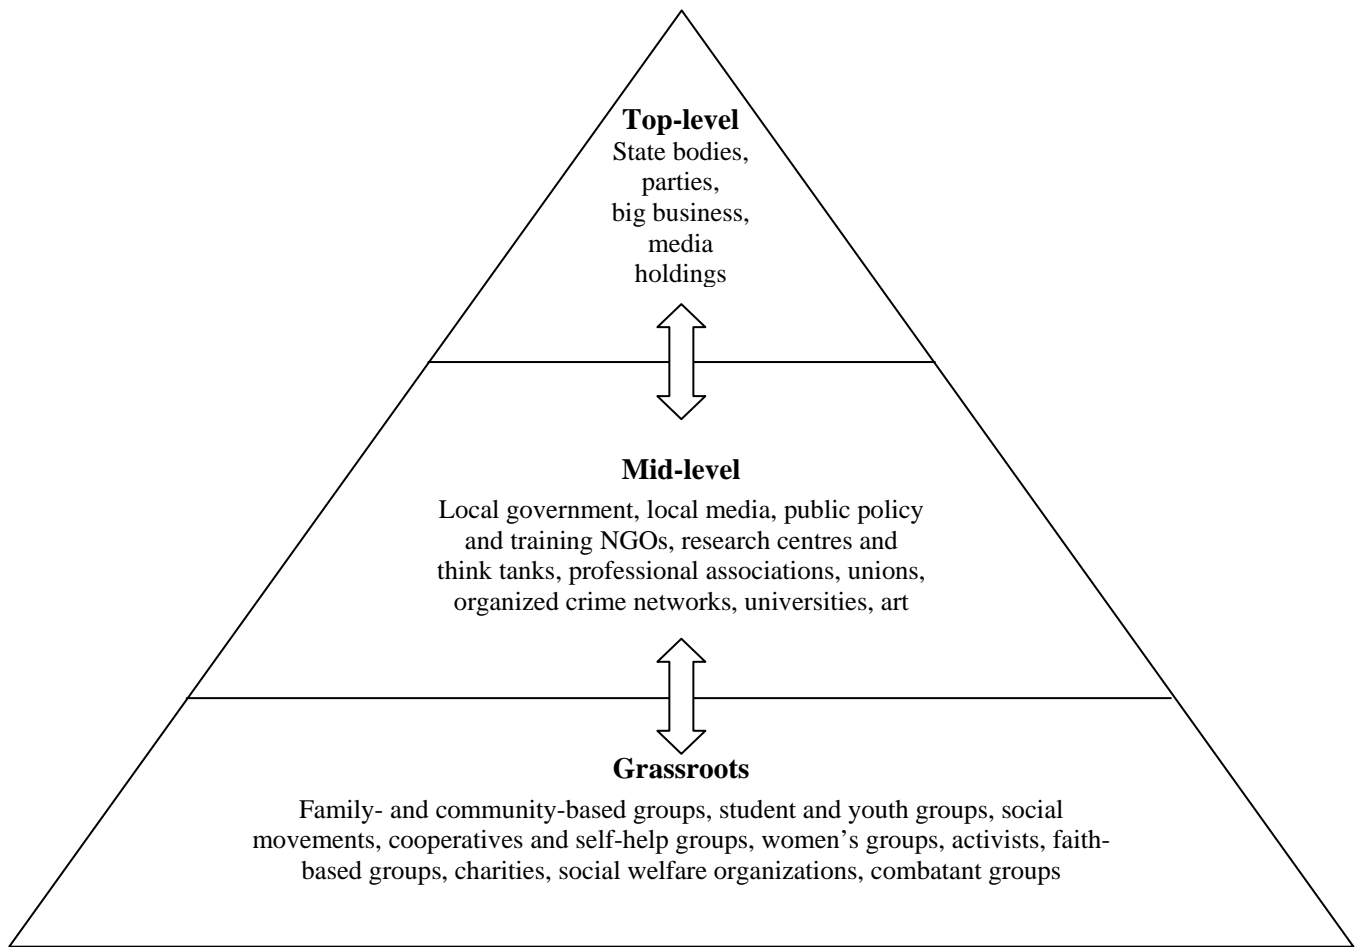 Top-level
State bodies,
parties,
big business,
media
holdings
Mid-level
Local government, local media, public policy
and training NGOs, research centres and
think tanks, professional associations, unions,
organized crime networks, universities, art
Grassroots
Family- and community-based groups, student and youth groups, social
movements, cooperatives and self-help groups, women’s groups, activists, faith-
based groups, charities, social welfare organizations, combatant groups